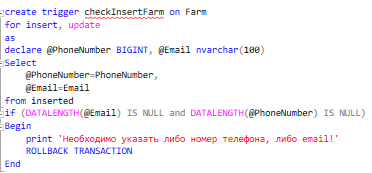 create trigger checkInsertFarm on Farm
for insert, update
as
declare @PhoneNumber BIGINT, @Email nvarchar(100)
Select
@PhoneNumber=PhoneNumber,
@Email=Email
from inserted
if (DATALENGTH(@Email) IS NULL and DATALENGTH(@PhoneNumber) IS NULL)
Begin
print 'Необходимо указать либо номер телефона, либо email!'
ROLLBACK TRANSACTION
End